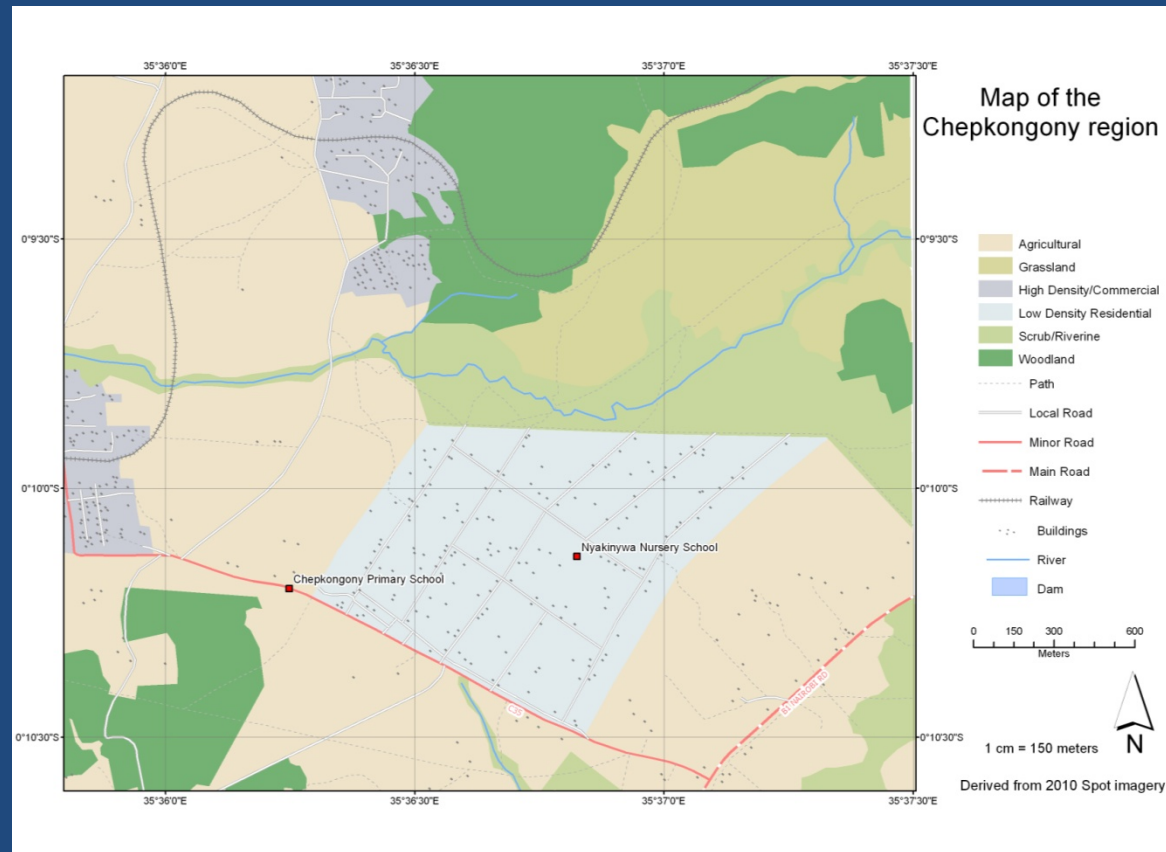 Map of the
Chepkongony region
35°36'0"E
35°36'30"E
35°37'0"E
35°37'30"E
0°9'30"S
0°9'30"S
0°10'0"S
0°10'0"S
0°10'30"S
0°10'30"S
35°36'0"E
35°36'30"E
35°37'0"E
35°37'30"E
Nyakinywa Nursery School
Chepkongony Primary School
C35
B1 NAIROBI RD
Agricultural
Grassland
High Density/Commercial
Low Density Residential
Scrub/Riverine
Woodland
Path
Local Road
Minor Road
Main Road
Railway
Buildings
River
Dam
0 150 300 600
Meters
1 cm = 150 meters
N
Derived from 2010 Spot imagery